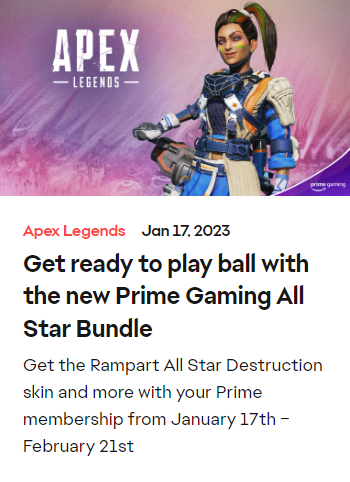 APEX
LEGENDS
prime gaming
Apex Legends Jan 17, 2023
Get ready to play ball with
the new Prime Gaming All
Star Bundle
Get the Rampart All Star Destruction
skin and more with your Prime
membership from January 17th –
February 21st